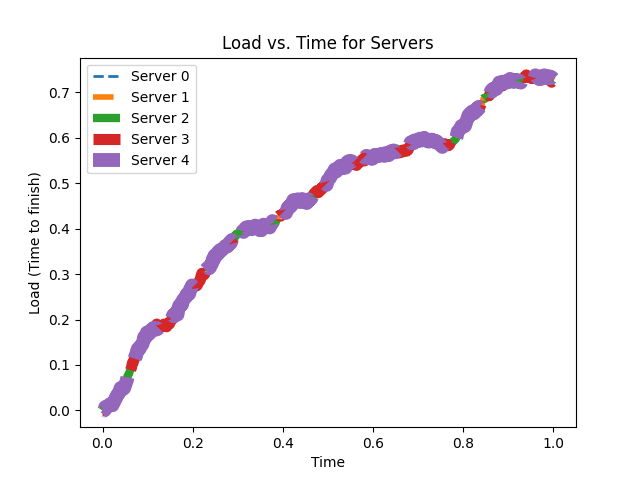 Load vs. Time for Servers
Server 0
Server 1
Server 2
Server 3
Server 4
0.7
0.6
0.5
0.4
0.3
0.2
0.1
0.0
Load (Time to finish)
0.0 0.2 0.4 0.6 0.8 1.0
Time